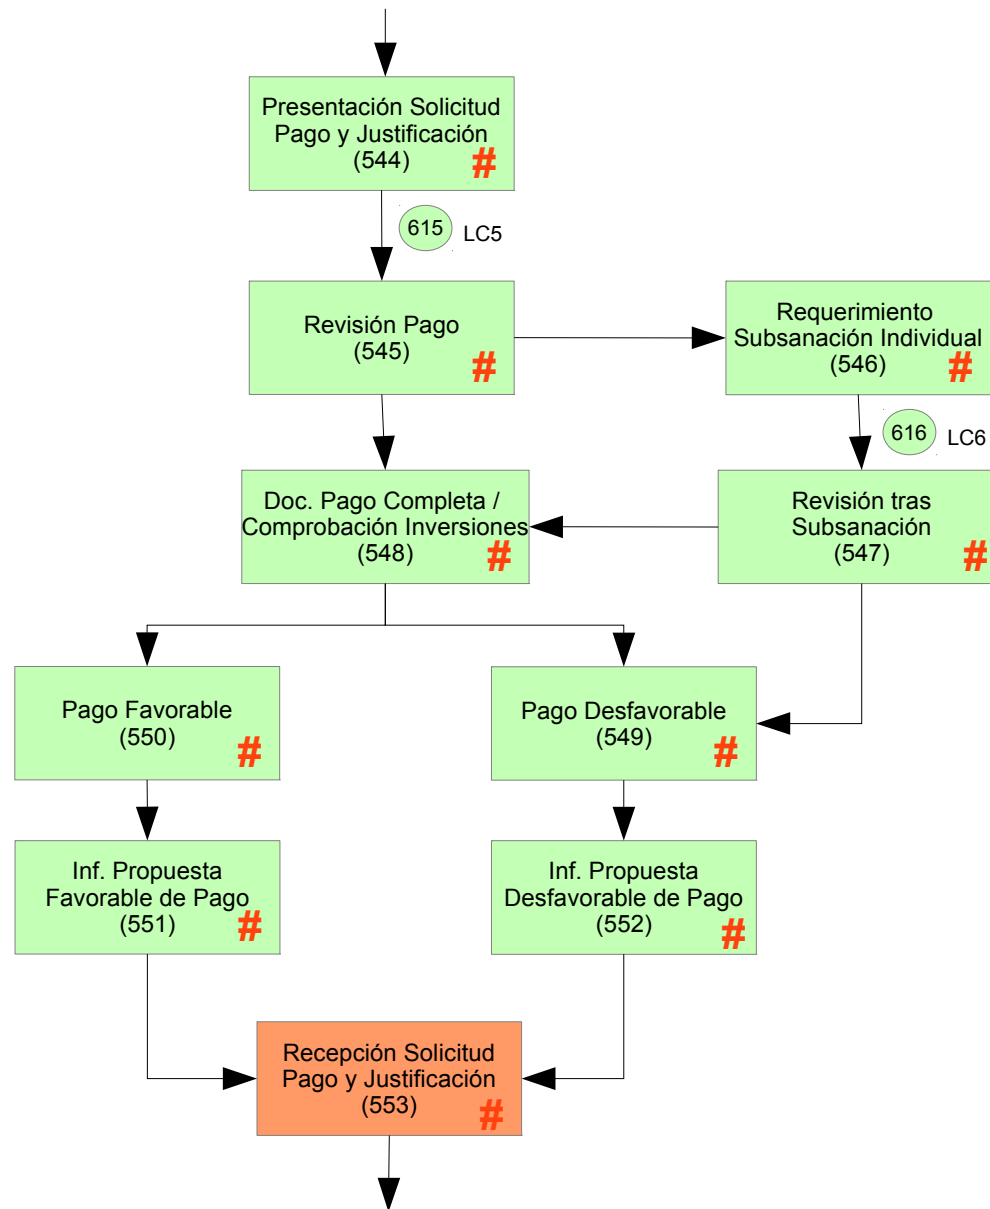 Presentación Solicitud
Pago y Justificación
(544)
#
615
LC5
Revisión Pago
(545)
#
Requerimiento
Subsanación Individual
(546)
#
616
LC6
Doc. Pago Completa /
Comprobación Inversiones
(548)
#
Revisión tras
Subsanación
(547)
#
Pago Favorable
(550)
#
Pago Desfavorable
(549)
#
Inf. Propuesta
Favorable de Pago
(551)
#
Inf. Propuesta
Desfavorable de Pago
(552)
#
Recepción Solicitud
Pago y Justificación
(553)
#